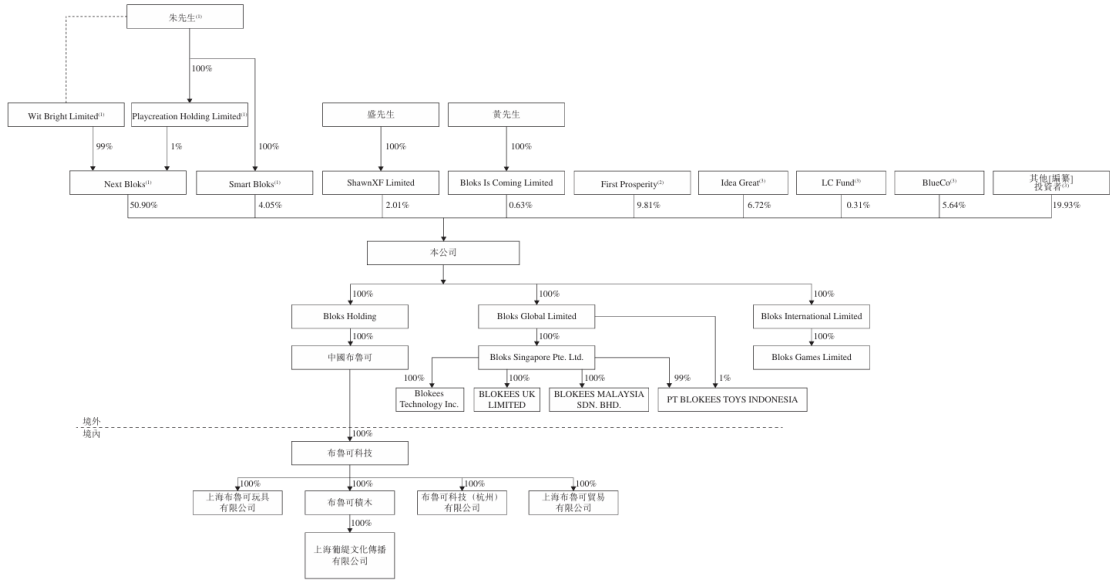 朱先生(1)
100%
Wit Bright Limited(1)
Playcreation Holding Limited(1)
盛先生
黃先生
99%
1%
100%
100%
100%
Next Bloks(1)
Smart Bloks(1)
ShawnXF Limited
Bloks Is Coming Limited
First Prosperity(2)
Idea Great(3)
LC Fund(3)
BlueCo(3)
其他[編纂]
投資者(3)
50.90%
4.05%
2.01%
0.63%
9.81%
6.72%
0.31%
5.64%
19.93%
本公司
100%
100%
100%
Bloks Holding
Bloks Global Limited
Bloks International Limited
100%
100%
100%
中國布魯可
Bloks Singapore Pte. Ltd.
Bloks Games Limited
100%
100%
100%
99%
1%
Blokees
Technology Inc.
BLOKEES UK
LIMITED
BLOKEES MALAYSIA
SDN. BHD.
PT BLOKEES TOYS INDONESIA
境外
境內
100%
布魯可科技
100%
100%
100%
100%
上海布魯可玩具
有限公司
布魯可積木
布魯可科技（杭州）
有限公司
上海布魯可貿易
有限公司
100%
上海葡緹文化傳播
有限公司